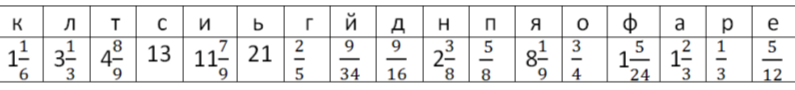 к л т с и ь г й д н п я о ф а р е
1 1/6 3 1/3 4 8/9 13 11 7/9 21 2/5 9/34 9/16 2 3/8 5/8 8 1/9 3/4 1 5/24 1 2/3 1/3 5/12